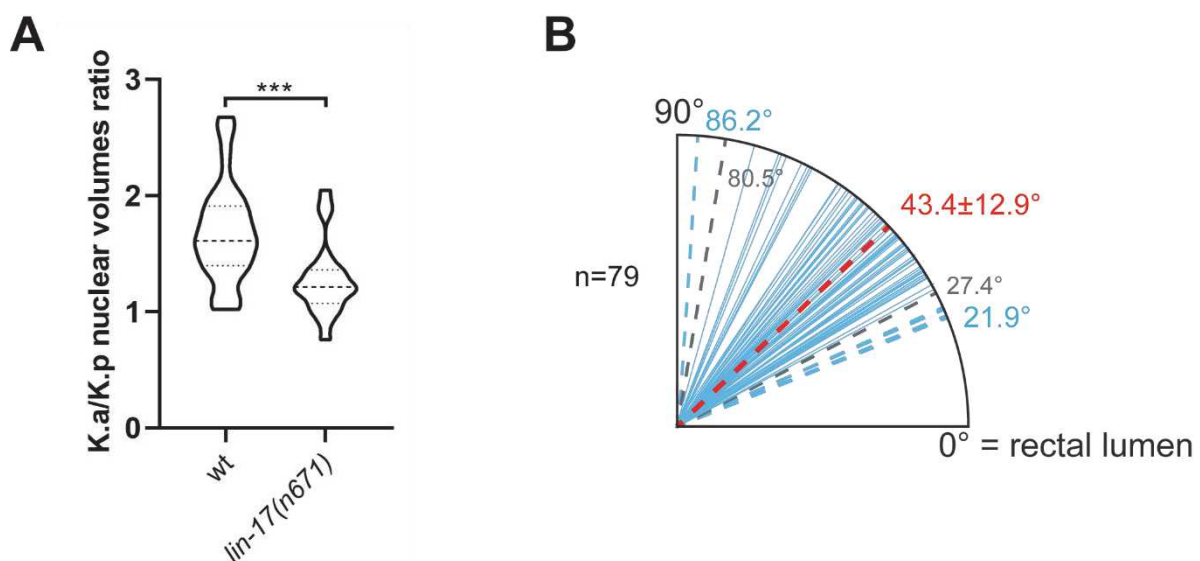 A
K.a/K.p nuclear volumes ratio
3
2
1
0
***
wt
lin-17(n671)
B
90°
86.2°
80.5°
43.4±12.9°
n=79
27.4°
21.9°
0° = rectal lumen